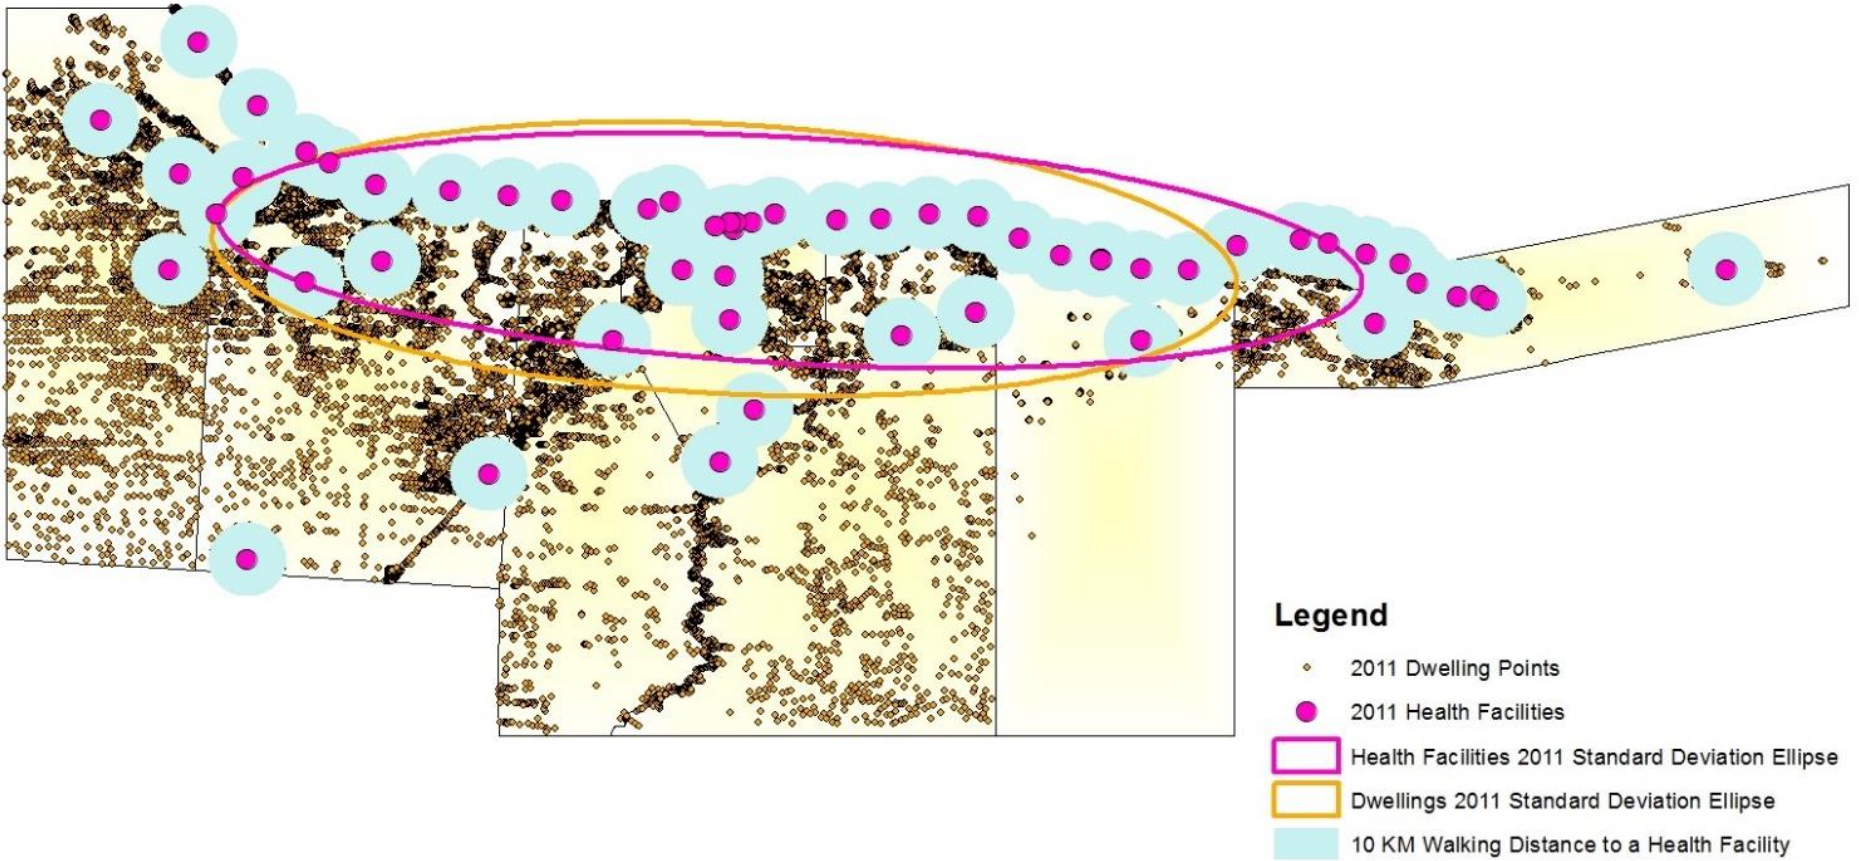 Legend
2011 Dwelling Points
2011 Health Facilities
Health Facilities 2011 Standard Deviation Ellipse
Dwellings 2011 Standard Deviation Ellipse
10 KM Walking Distance to a Health Facility